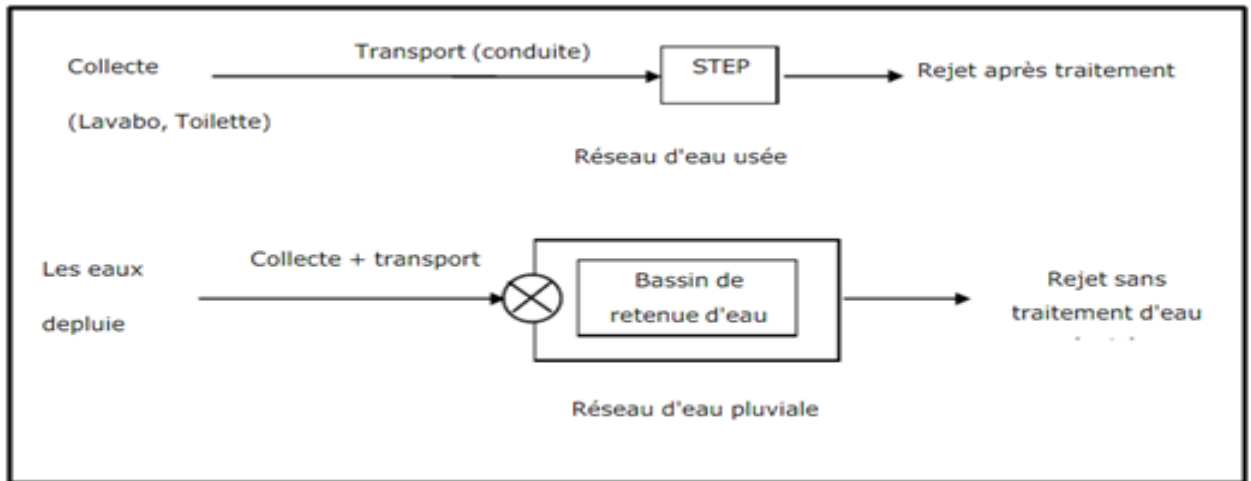 Transport (conduite)
Collecte
STEP
Rejet après traitement
(Lavabo, Toilette)
Réseau d'eau usée
Collecte + transport
Les eaux
depluie
Bassin de
retenue d'eau
Rejet sans
traitement d'eau
Réseau d'eau pluviale